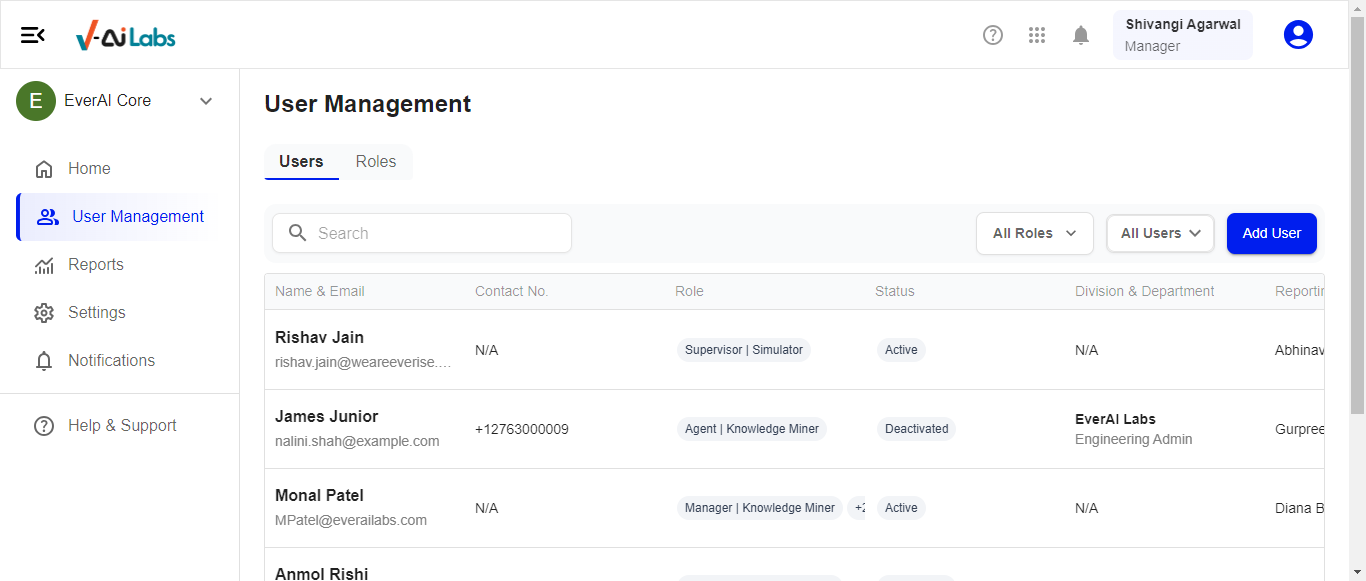 V-Ai Labs
Shivangi Agarwal
Manager
E EverAI Core
Home
User Management
Reports
Settings
Notifications
Help & Support
User Management
Users Roles
Search
All Roles All Users Add User
Name & Email Contact No. Role Status Division & Department Reportin
Rishav Jain
rishav.jain@weareeverise....
N/A Supervisor | Simulator Active N/A Abhinav
James Junior
nalini.shah@example.com
+12763000009 Agent | Knowledge Miner Deactivated
EverAI Labs
Engineering Admin
Gurpree
Monal Patel
MPatel@everailabs.com
N/A Manager | Knowledge Miner +2 Active N/A Diana B
Anmol Rishi